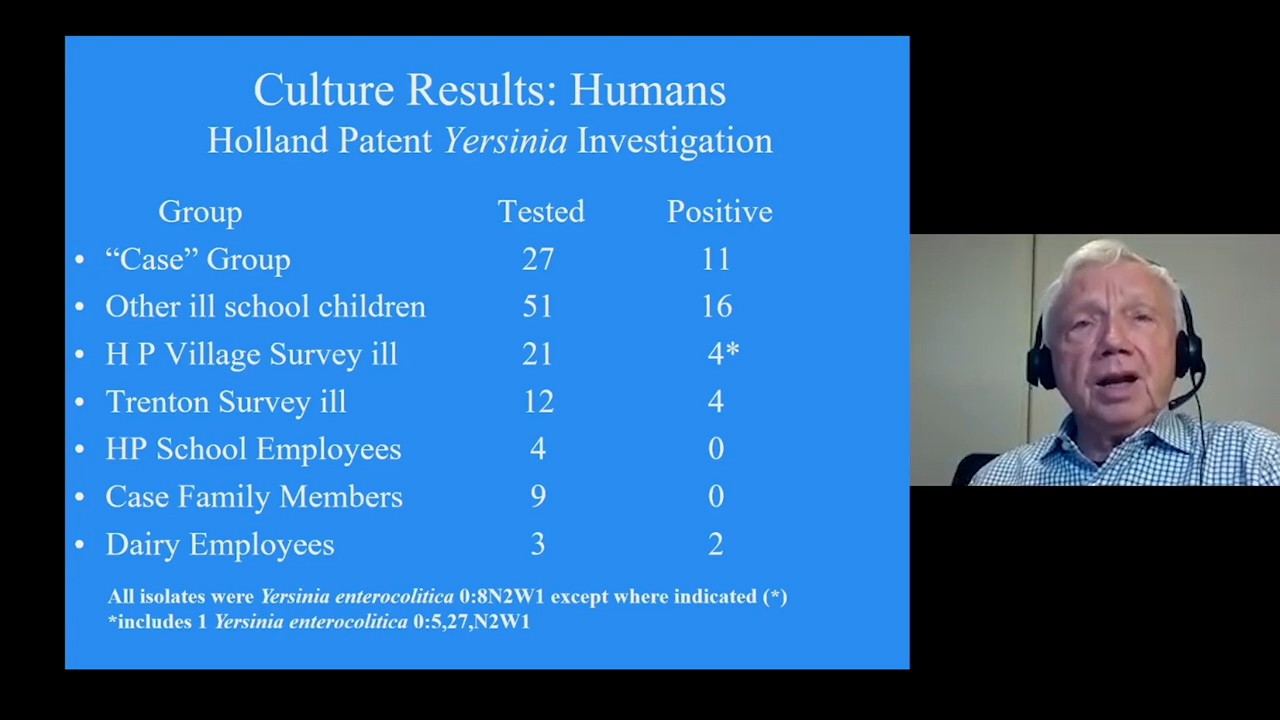 Culture Results: Humans
Holland Patent Yersinia Investigation
Group Tested Positive
• “Case” Group 27 11
• Other ill school children 51 16
• H P Village Survey ill 21 4*
• Trenton Survey ill 12 4
• HP School Employees 4 0
• Case Family Members 9 0
• Dairy Employees 3 2
All isolates were Yersinia enterocolitica 0:8N2W1 except where indicated (*)
*includes 1 Yersinia enterocolitica 0:5,27,N2W1